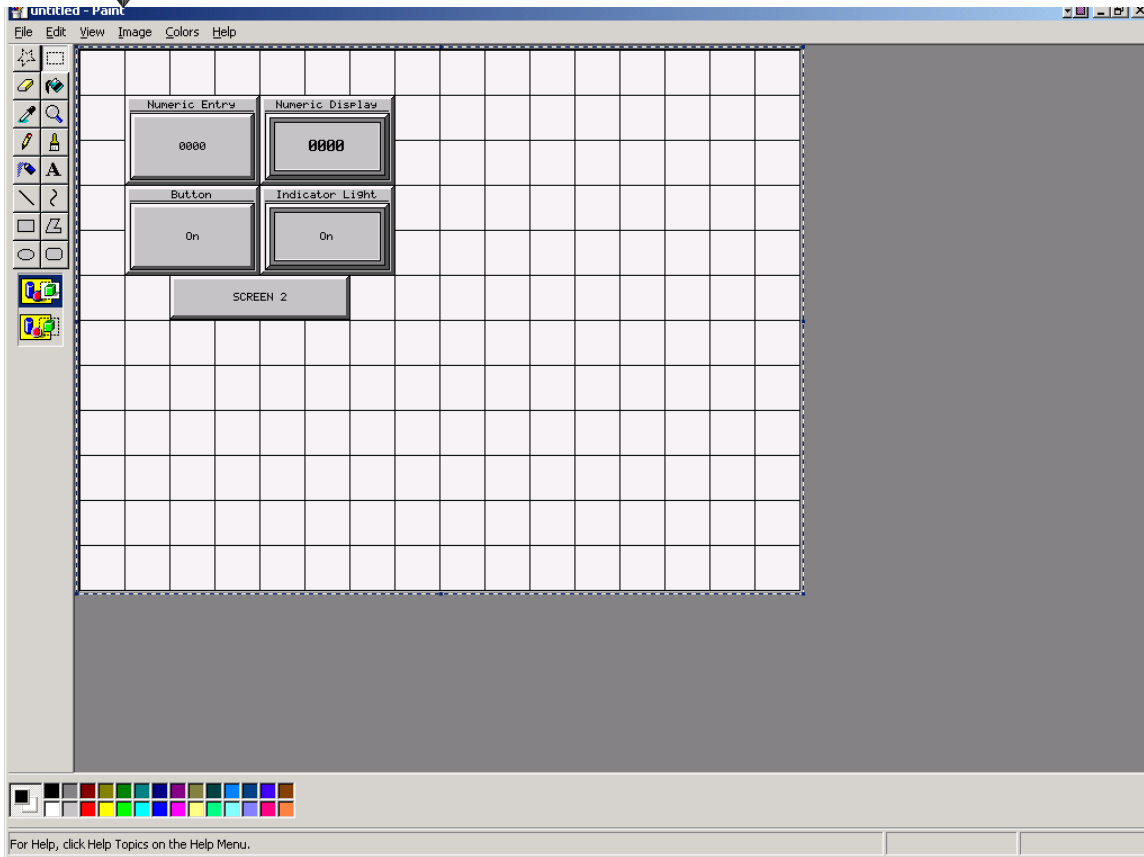 untitled - Paint
File Edit View Image Colors Help
Numeric Entry Numeric Display
0000 0000
Button Indicator Light
On On
SCREEN 2
A
For Help, click Help Topics on the Help Menu.